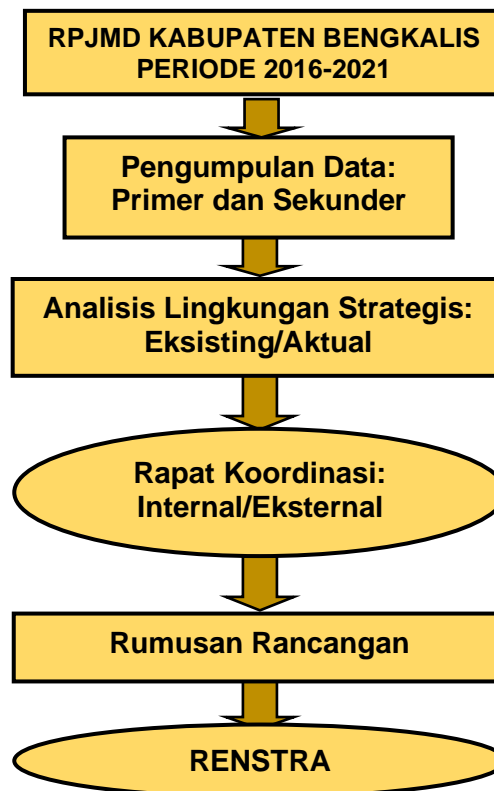 RPJMD KABUPATEN BENGKALIS
PERIODE 2016-2021
Pengumpulan Data:
Primer dan Sekunder
Analisis Lingkungan Strategis:
Eksisting/Aktual
Rapat Koordinasi:
Internal/Eksternal
Rumusan Rancangan
RENSTRA